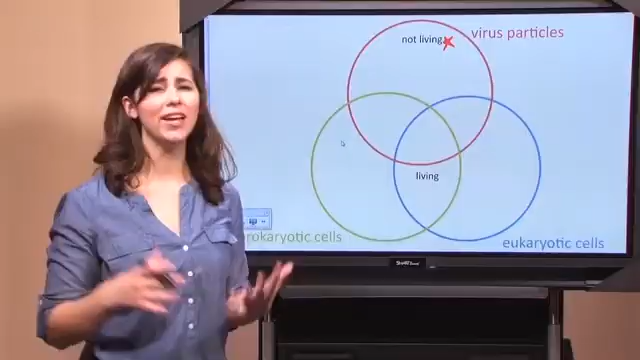 not living
virus particles
living
rokaryotic cells
eukaryotic cells